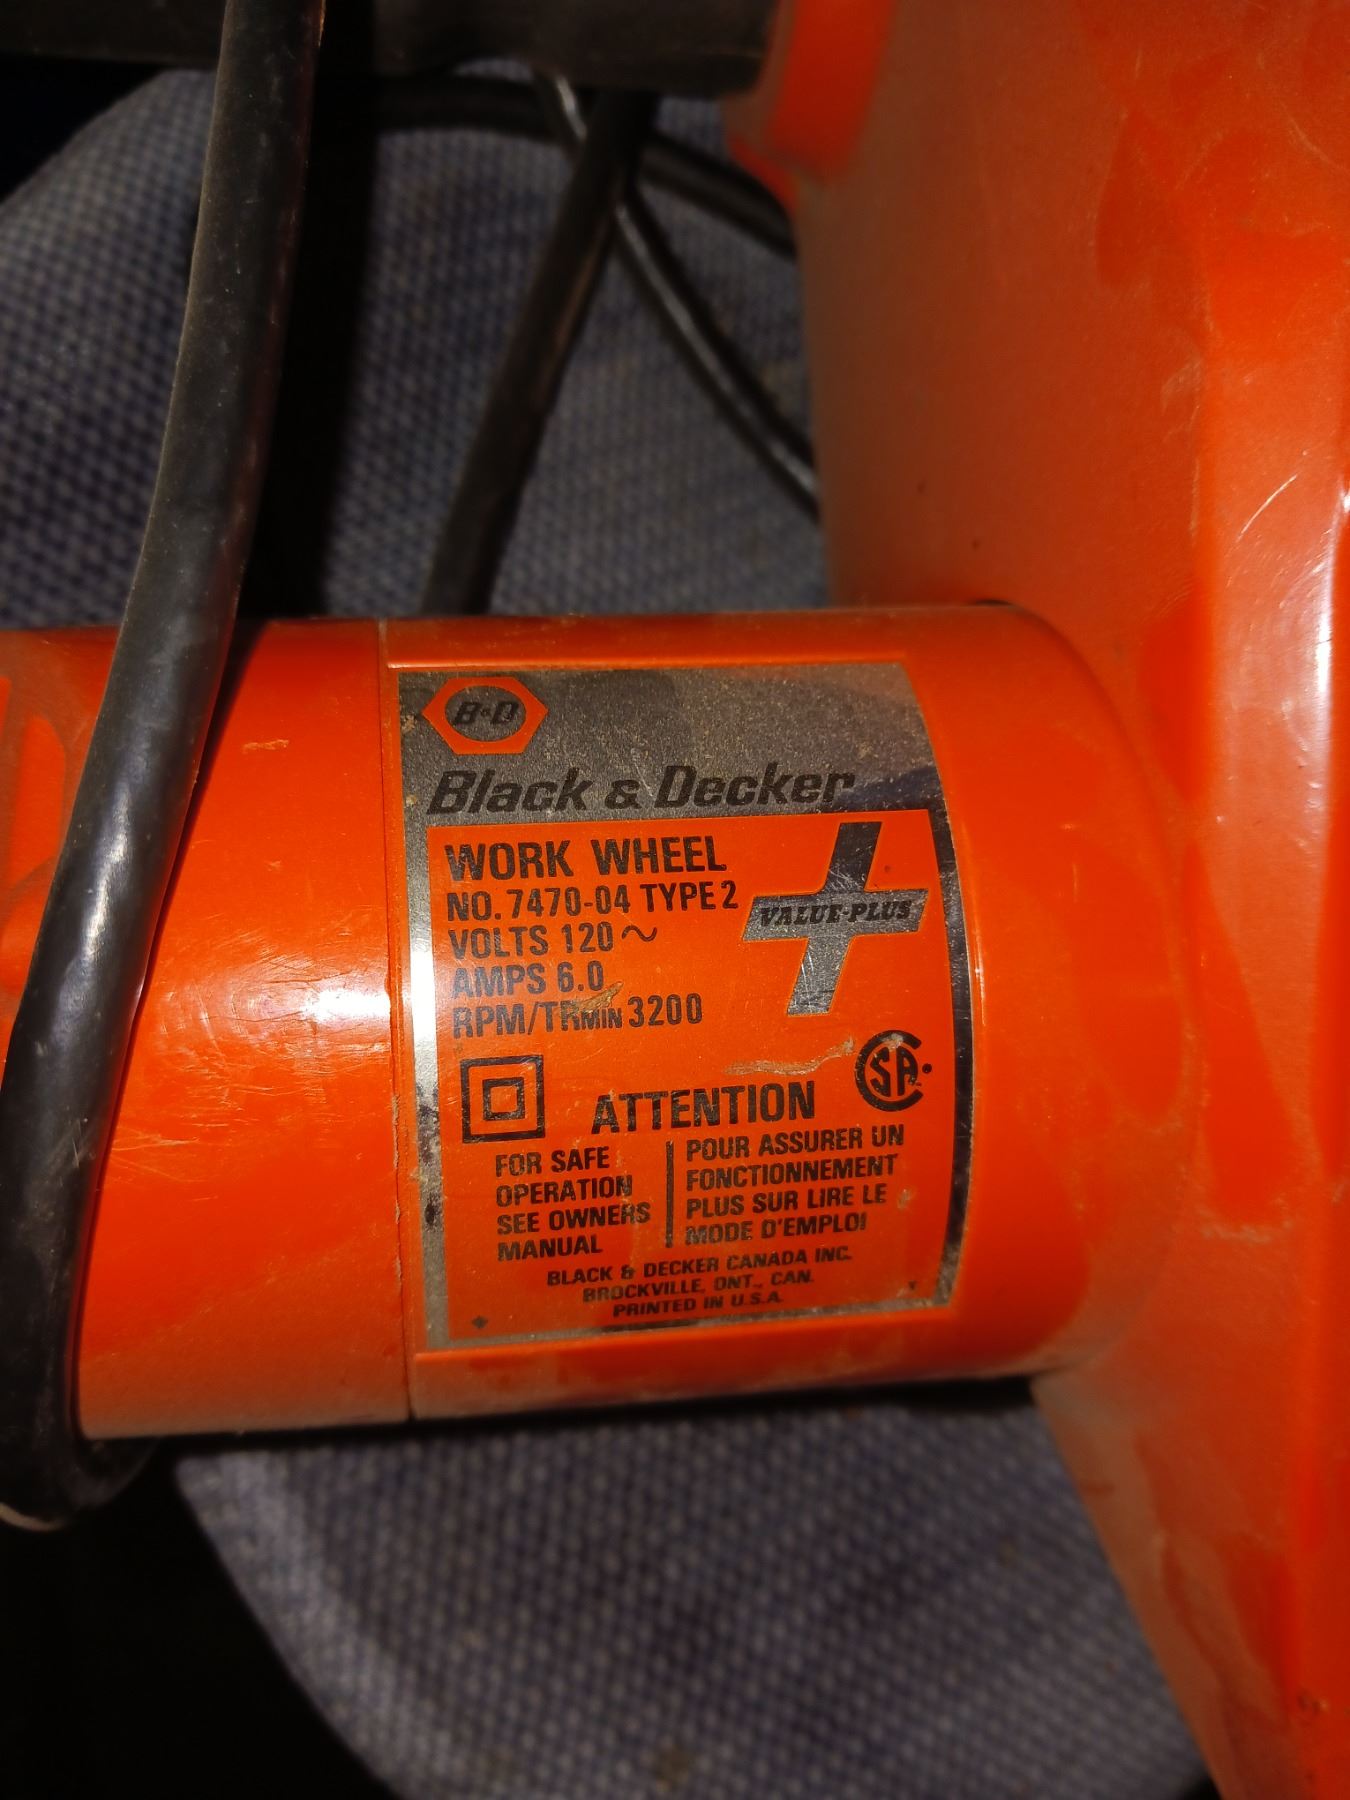 B&D
Black & Decker
WORK WHEEL
NO. 7470-04 TYPE 2
VOLTS 120 ~
AMPS 6.0
RPM/TRMIN 3200
VALUE-PLUS
CSA
ATTENTION
FOR SAFE
OPERATION
SEE OWNERS
MANUAL
POUR ASSURER UN
FONCTIONNEMENT
PLUS SUR LIRE LE
MODE D'EMPLOI
BLACK & DECKER CANADA INC.
BROCKVILLE, ONT., CAN.
PRINTED IN U.S.A.